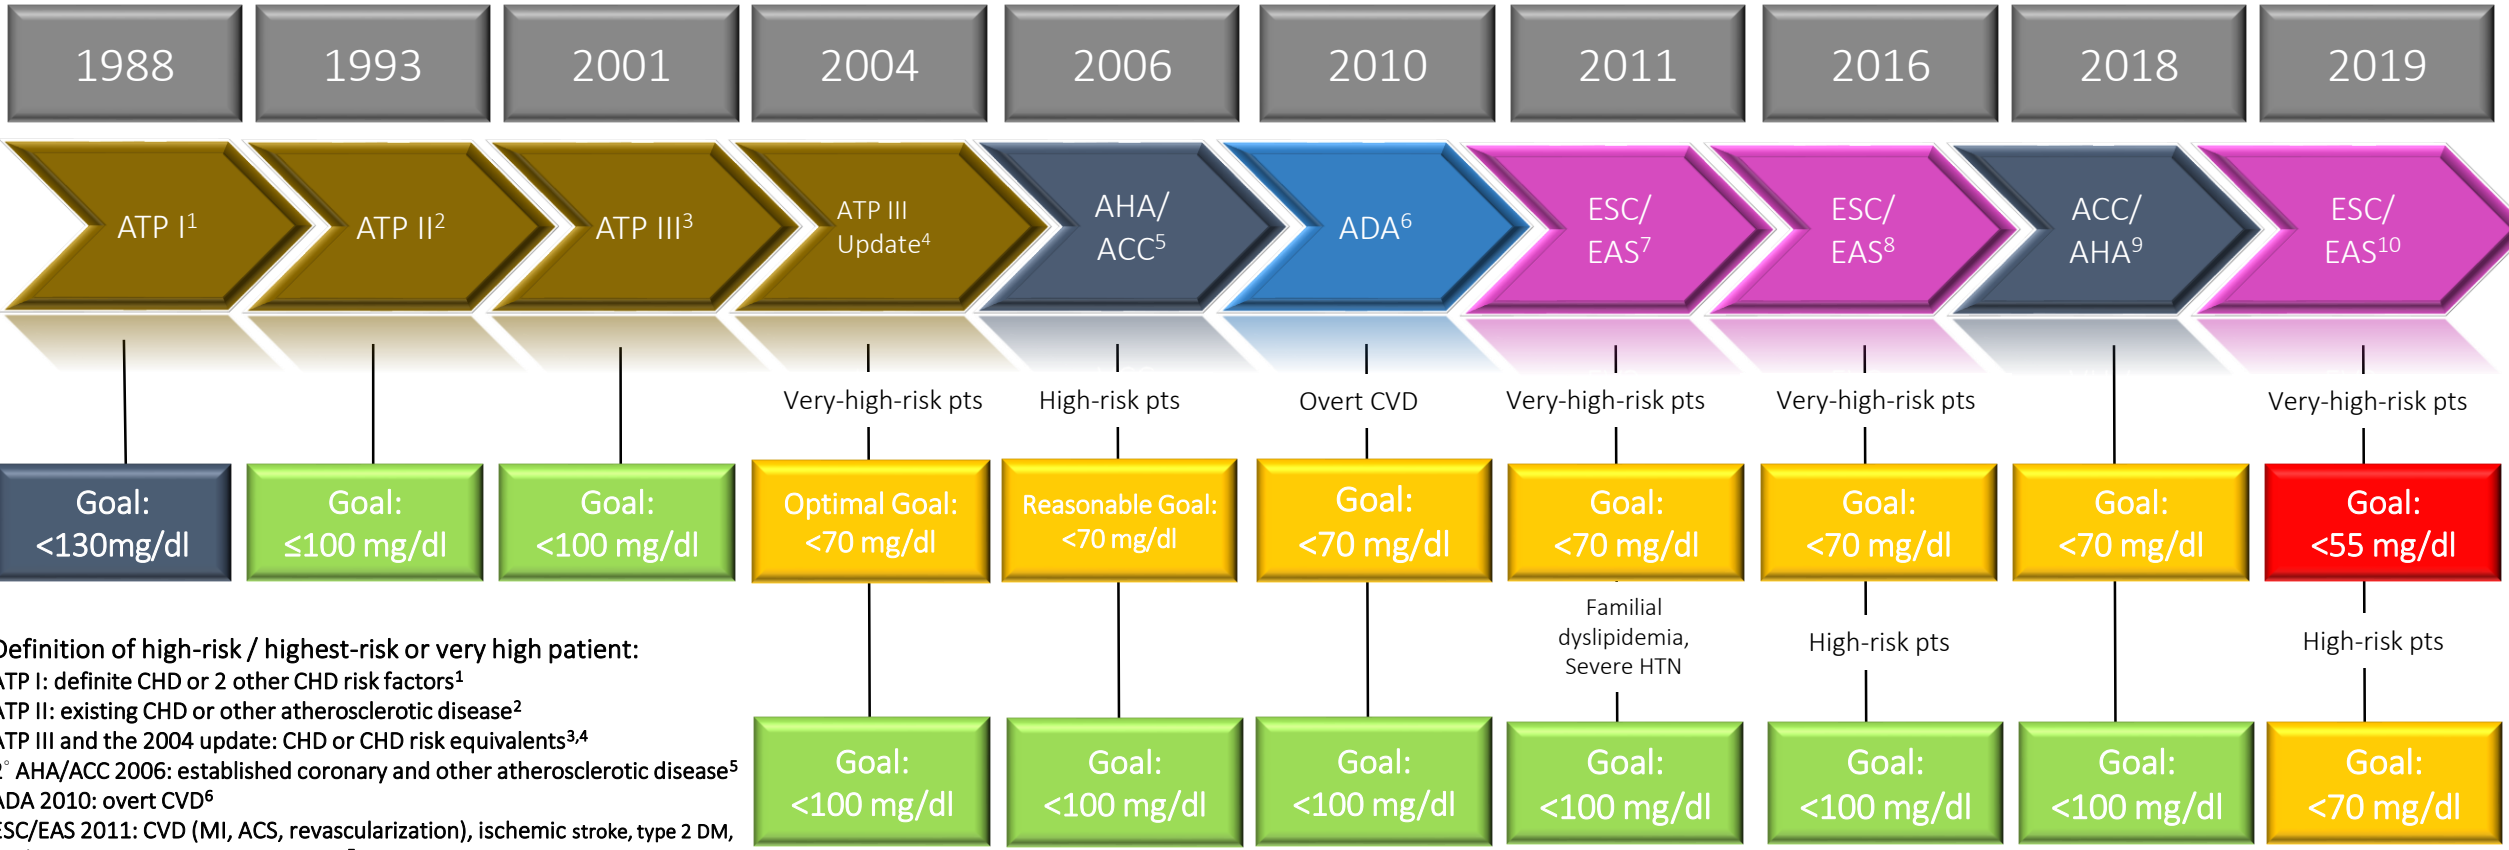 1988
1993
2001
2004
2006
2010
2011
2016
2018
2019
ATP I¹
ATP II²
ATP III³
ATP III
Update⁴
AHA/
ACC⁵
ADA⁶
ESC/
EAS⁷
ESC/
EAS⁸
ACC/
AHA⁹
ESC/
EAS¹⁰
Very-high-risk pts
High-risk pts
Overt CVD
Very-high-risk pts
Very-high-risk pts
Very-high-risk pts
Goal:
<130mg/dl
Goal:
≤100 mg/dl
Goal:
<100 mg/dl
Optimal Goal:
<70 mg/dl
Reasonable Goal:
<70 mg/dl
Goal:
<70 mg/dl
Goal:
<70 mg/dl
Goal:
<70 mg/dl
Goal:
<70 mg/dl
Goal:
<55 mg/dl
Familial
dyslipidemia,
Severe HTN
High-risk pts
High-risk pts
Goal:
<100 mg/dl
Goal:
<100 mg/dl
Goal:
<100 mg/dl
Goal:
<100 mg/dl
Goal:
<100 mg/dl
Goal:
<100 mg/dl
Goal:
<70 mg/dl
Definition of high-risk / highest-risk or very high patient:
ATP I: definite CHD or 2 other CHD risk factors¹
ATP II: existing CHD or other atherosclerotic disease²
ATP III and the 2004 update: CHD or CHD risk equivalents³,⁴
2° AHA/ACC 2006: established coronary and other atherosclerotic disease⁵
ADA 2010: overt CVD⁶
ESC/EAS 2011: CVD (MI, ACS, revascularization), ischemic stroke, type 2 DM,